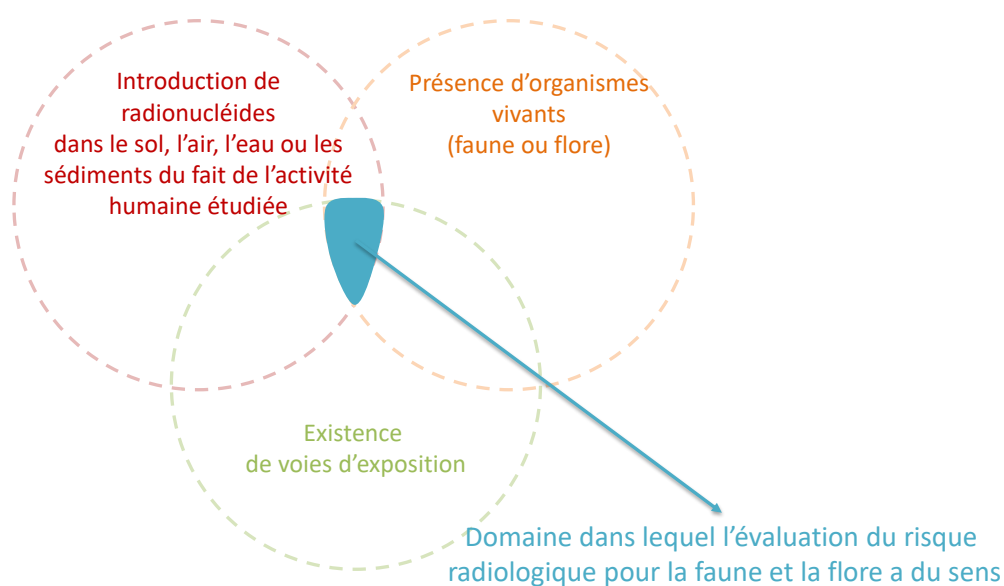 Introduction de
radionucléides
dans le sol, l’air, l’eau ou les
sédiments du fait de l’activité
humaine étudiée
Présence d’organismes
vivants
(faune ou flore)
Existence
de voies d’exposition
Domaine dans lequel l’évaluation du risque
radiologique pour la faune et la flore a du sens